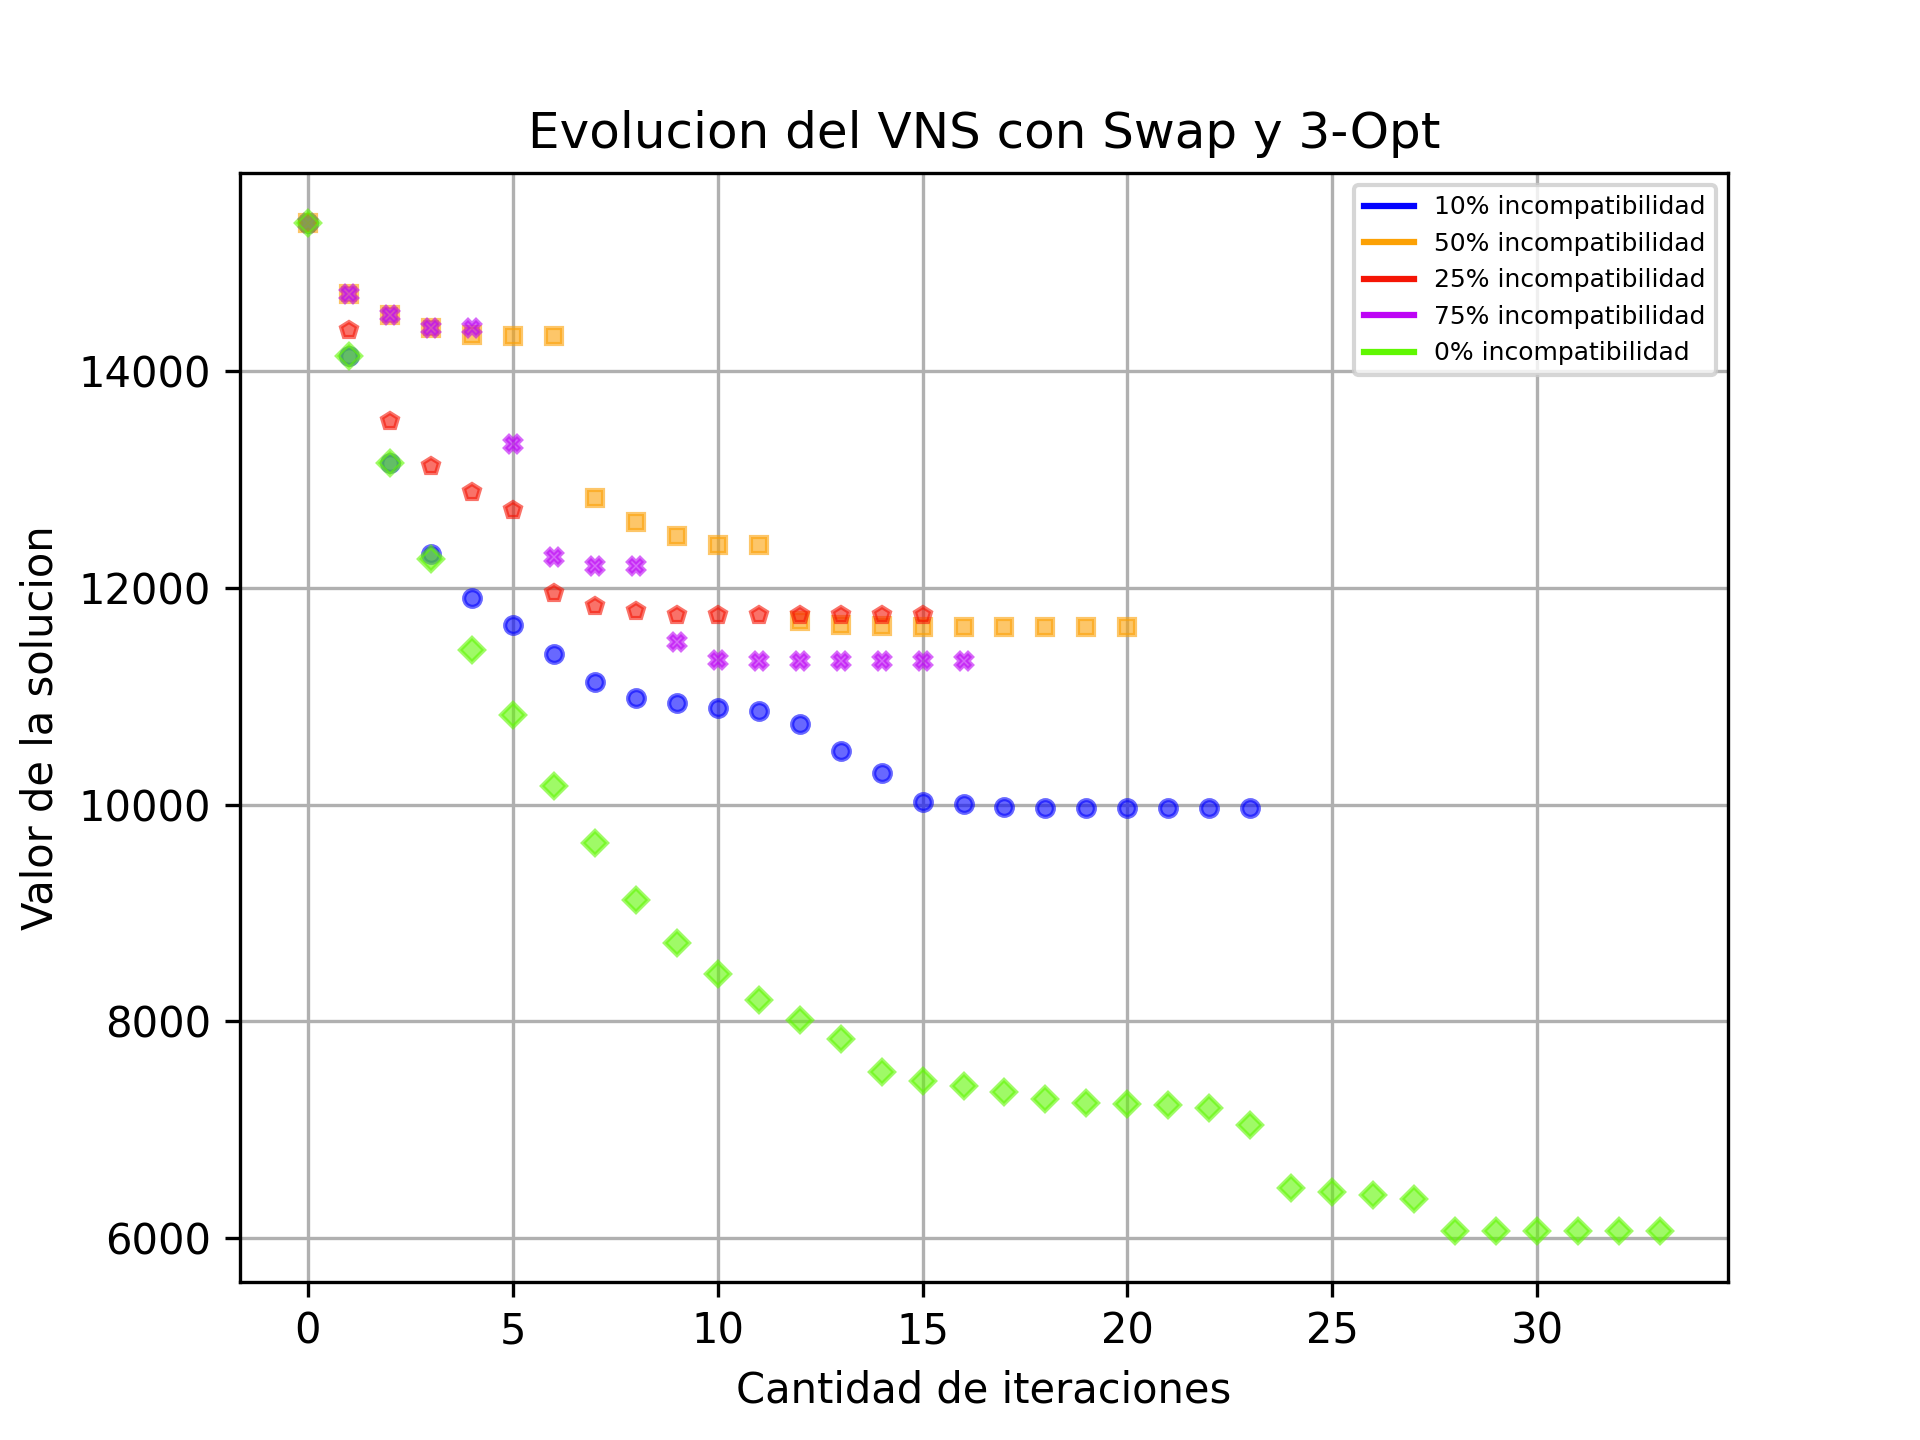 Evolucion del VNS con Swap y 3-Opt
10% incompatibilidad
50% incompatibilidad
25% incompatibilidad
75% incompatibilidad
0% incompatibilidad
Valor de la solucion
14000
12000
10000
8000
6000
0 5 10 15 20 25 30
Cantidad de iteraciones